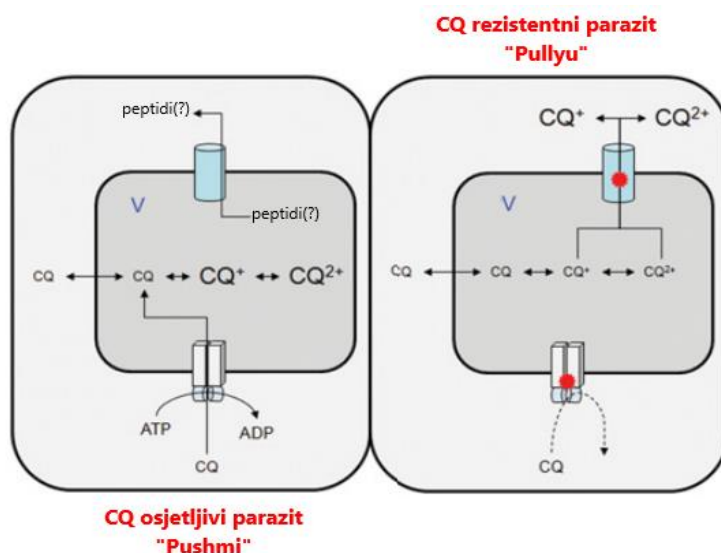 CQ rezistentni parazit
"Pullyu"
peptidi(?)
V
peptidi(?)
CQ CQ CQ⁺ CQ²⁺
ATP ADP
CQ
CQ⁺ CQ²⁺
V
CQ CQ CQ⁺ CQ²⁺
CQ
CQ osjetljivi parazit
"Pushmi"